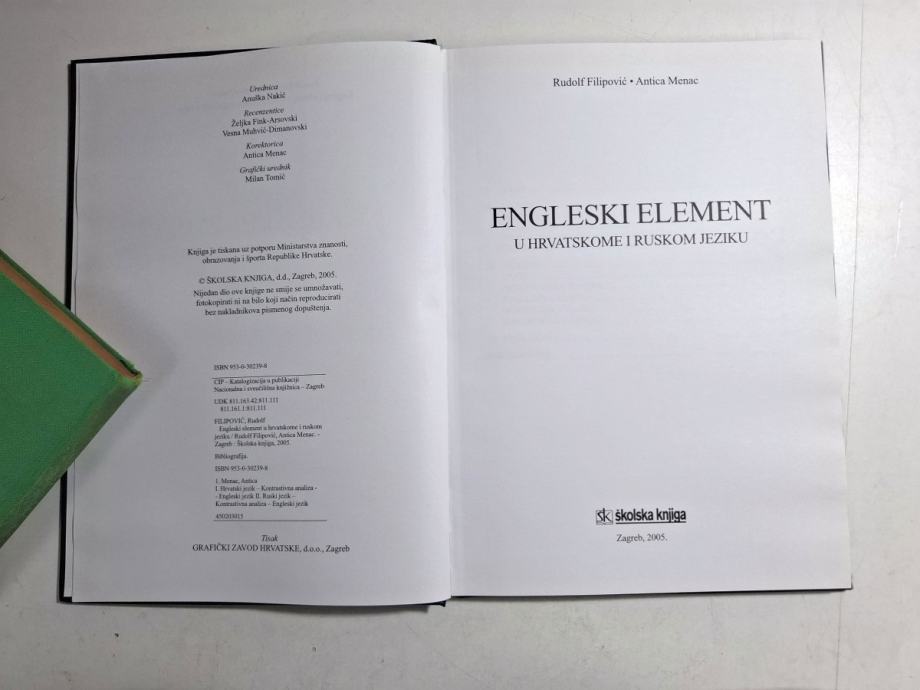 Urednica
Anuška Nakić
Recenzentice
Željka Fink-Arsovski
Vesna Muhvić-Dimanovski
Korektorica
Antica Menac
Grafički urednik
Milan Tomić
Knjiga je tiskana uz potporu Ministarstva znanosti,
obrazovanja i športa Republike Hrvatske.
© ŠKOLSKA KNJIGA, d.d., Zagreb, 2005.
Nijedan dio ove knjige ne smije se umnožavati,
fotokopirati ni na bilo koji način reproducirati
bez nakladnikova pismenog dopuštenja.
ISBN 953-0-30239-8
CIP – Katalogizacija u publikaciji
Nacionalna i sveučilišna knjižnica – Zagreb
UDK 811.163.42:811.111
811.161.1:811.111
FILIPOVIĆ, Rudolf
Engleski element u hrvatskome i ruskom
jeziku / Rudolf Filipović, Antica Menac. –
Zagreb : Školska knjiga, 2005.
Bibliografija.
ISBN 953-0-30239-8
1. Menac, Antica
I. Hrvatski jezik – Kontrastivna analiza -
- Engleski jezik II. Ruski jezik –
Kontrastivna analiza – Engleski jezik
450203015
Tisak
GRAFIČKI ZAVOD HRVATSKE, d.o.o., Zagreb
Rudolf Filipović • Antica Menac
ENGLESKI ELEMENT
U HRVATSKOME I RUSKOM JEZIKU
sk školska knjiga
Zagreb, 2005.